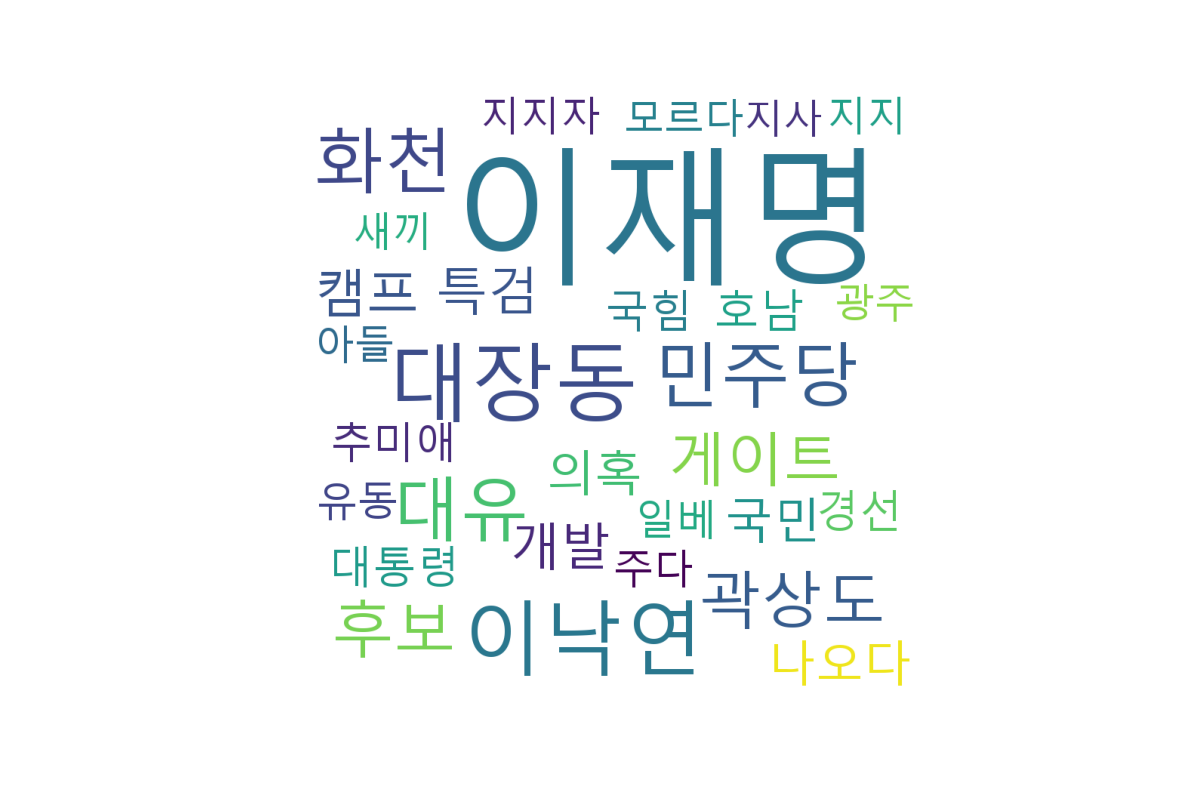 지지자 모르다 지사 지지
화천 이재명
새끼
캠프 특검 국힘 호남 광주
아들 대장동 민주당
추미애 의혹 게이트
유동 대유 일베 국민 경선
대통령 개발 주다
후보 이낙연 곽상도
나오다